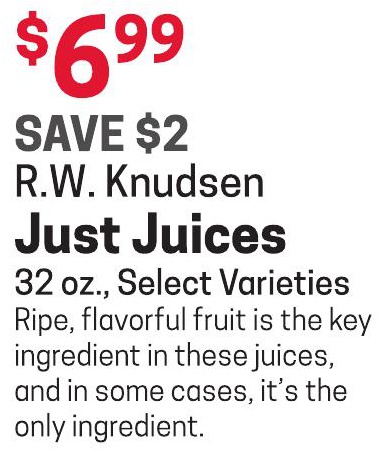 $6.99
SAVE $2
R.W. Knudsen
Just Juices
32 oz., Select Varieties
Ripe, flavorful fruit is the key
ingredient in these juices,
and in some cases, it’s the
only ingredient.